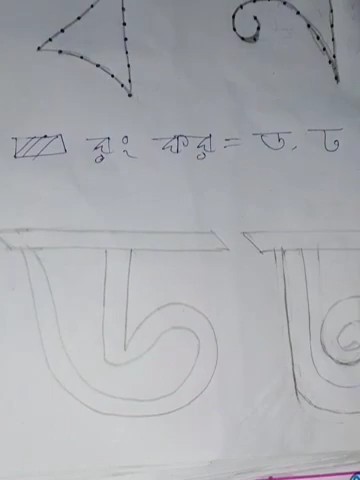 রং কর = ড, ঢ
ড ঢ